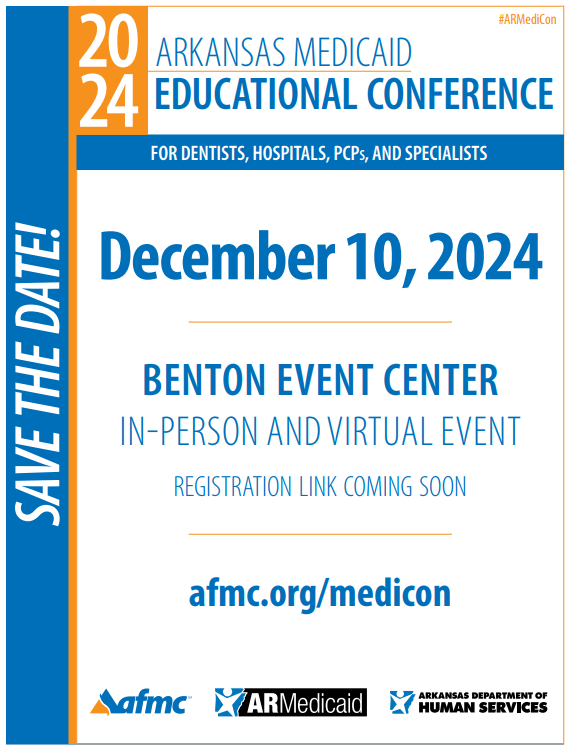 #ARMediCon
20
24
ARKANSAS MEDICAID
EDUCATIONAL CONFERENCE
FOR DENTISTS, HOSPITALS, PCPs, AND SPECIALISTS
SAVE THE DATE!
December 10, 2024
BENTON EVENT CENTER
IN-PERSON AND VIRTUAL EVENT
REGISTRATION LINK COMING SOON
afmc.org/medicon
afmc
ARMedicaid
ARKANSAS DEPARTMENT OF
HUMAN SERVICES